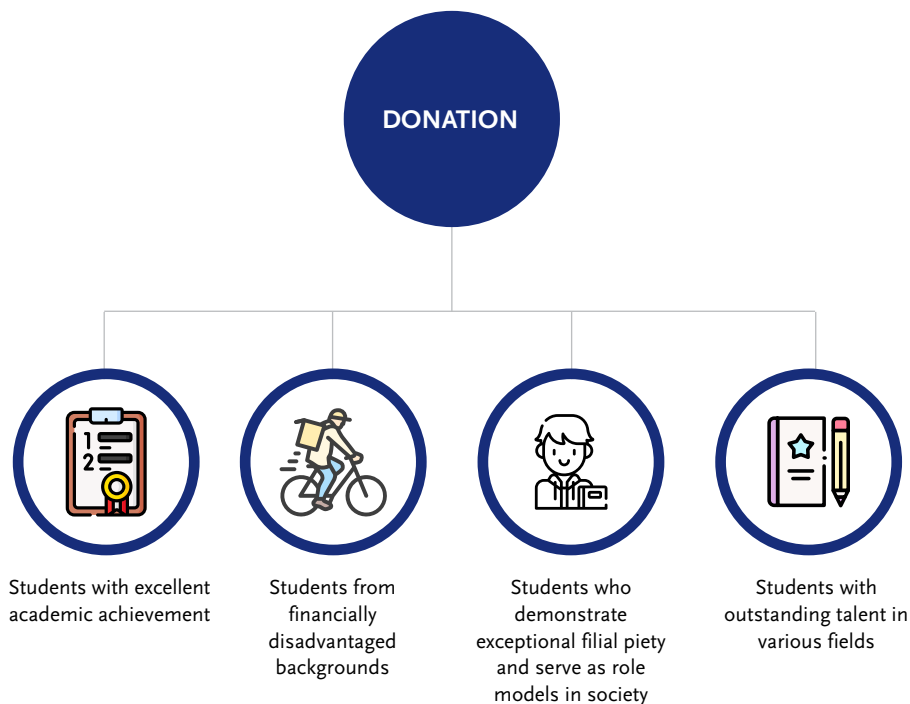 DONATION
1
2
Students with excellent
academic achievement
Students from
financially
disadvantaged
backgrounds
Students who
demonstrate
exceptional filial piety
and serve as role
models in society
Students with
outstanding talent in
various fields